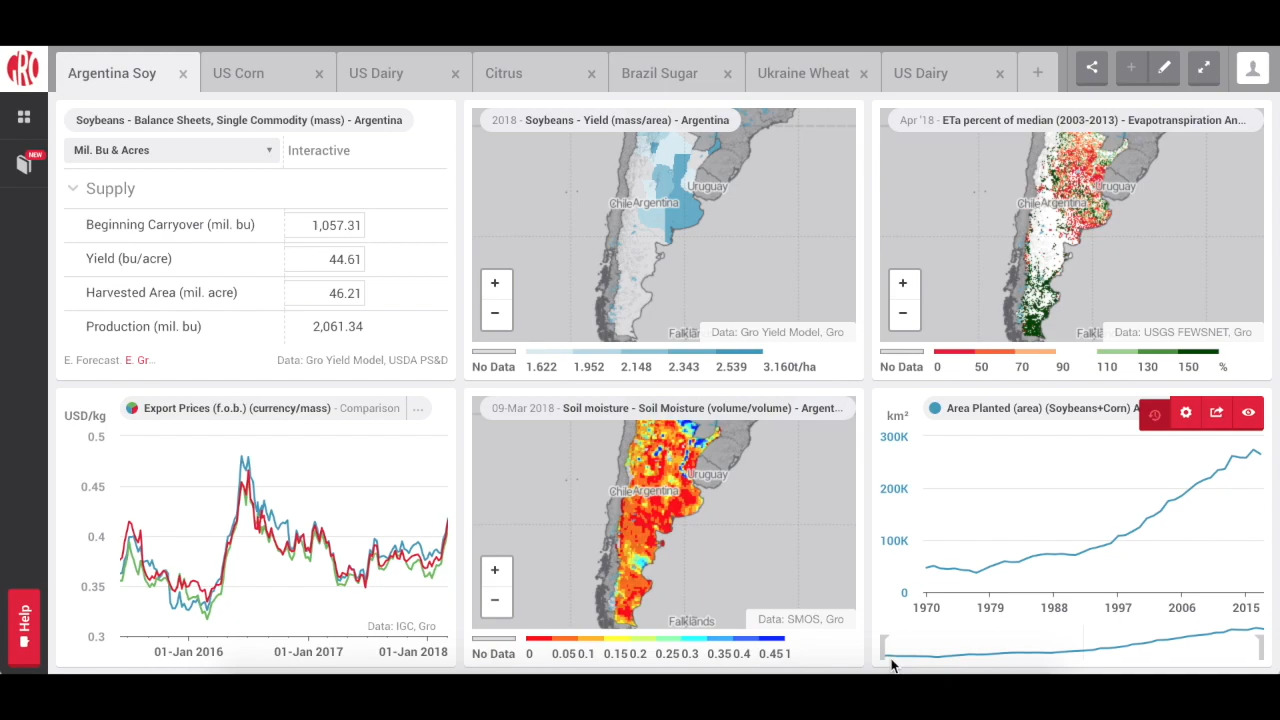 GRO
Argentina Soy
US Corn
US Dairy
Citrus
Brazil Sugar
Ukraine Wheat
US Dairy
NEW
Help
Soybeans - Balance Sheets, Single Commodity (mass) - Argentina
Mil. Bu & Acres
Interactive
Supply
Beginning Carryover (mil. bu) 1,057.31
Yield (bu/acre) 44.61
Harvested Area (mil. acre) 46.21
Production (mil. bu) 2,061.34
E. Forecast. E. Gr... Data: Gro Yield Model, USDA PS&D
2018 - Soybeans - Yield (mass/area) - Argentina
Uruguay
Chile Argentina
+
−
Data: Gro Yield Model, Gro
No Data 1.622 1.952 2.148 2.343 2.539 3.160t/ha
Apr '18 - ETa percent of median (2003-2013) - Evapotranspiration An...
Uruguay
Chile Argentina
+
−
Data: USGS FEWSNET, Gro
No Data 0 50 70 90 110 130 150 %
USD/kg
Export Prices (f.o.b.) (currency/mass) - Comparison ...
0.5
0.45
0.4
0.35
0.3
Data: IGC, Gro
01-Jan 2016 01-Jan 2017 01-Jan 2018
09-Mar 2018 - Soil moisture - Soil Moisture (volume/volume) - Argent...
Uruguay
Chile Argentina
+
−
Falklands
Data: SMOS, Gro
No Data 0 0.05 0.1 0.15 0.2 0.25 0.3 0.35 0.4 0.45 1
km²
Area Planted (area) (Soybeans+Corn) A
300K
200K
100K
0
1970 1979 1988 1997 2006 2015